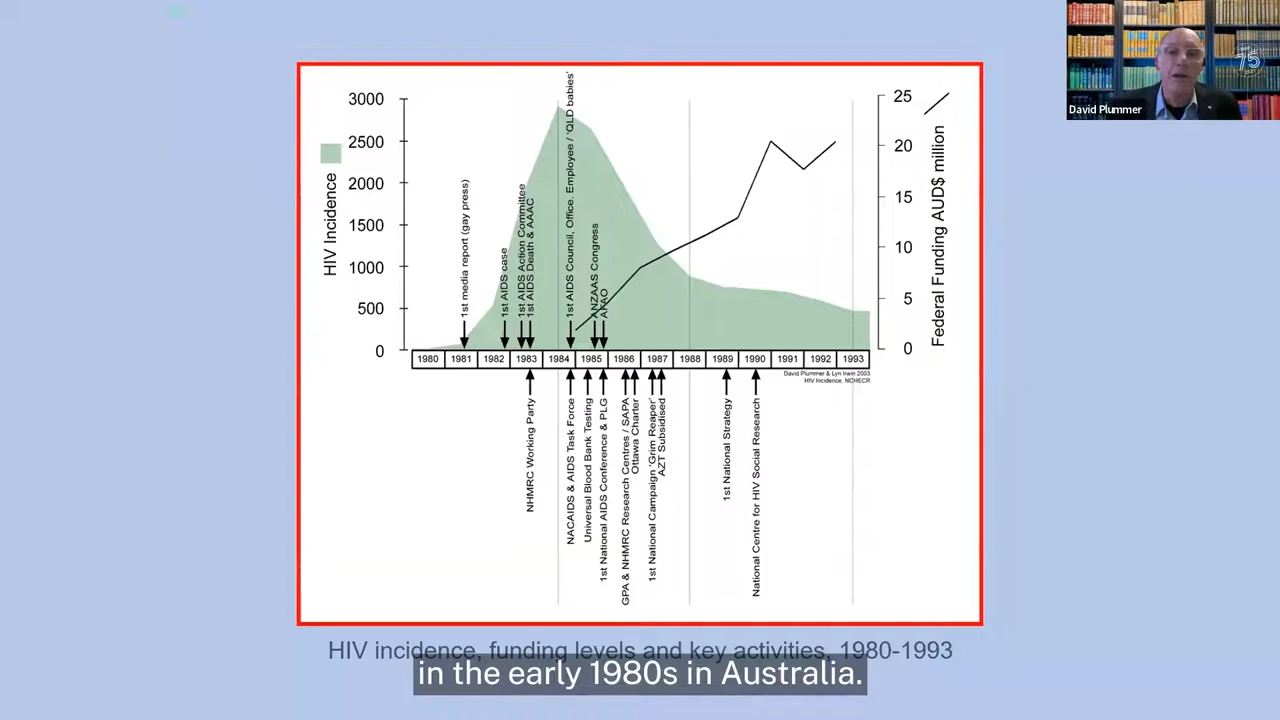 David Plummer
75
3000
2500
2000
1500
1000
500
0
HIV Incidence
25
20
15
10
5
0
Federal Funding AUD$ million
1st media report (gay press)
1st AIDS case
1st AIDS Action Committee
1st AIDS Death & AAAC
1st AIDS Council, Office. Employee / 'QLD babies'
ANZAAS Congress
AFAO
1980 1981 1982 1983 1984 1985 1986 1987 1988 1989 1990 1991 1992 1993
David Plummer & Lyn Irwin 2003
HIV Incidence, NCHECR
NHMRC Working Party
NACAIDS & AIDS Task Force
Universal Blood Bank Testing
1st National AIDS Conference & PLG
GPA & NHMRC Research Centres / SAPA
Ottawa Charter
1st National Campaign 'Grim Reaper'
AZT Subsidised
1st National Strategy
National Centre for HIV Social Research
HIV incidence, funding levels and key activities, 1980-1993
in the early 1980s in Australia.